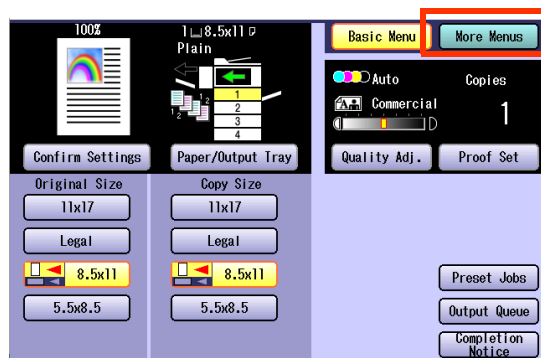 100%
1 8.5x11
Plain
Basic Menu
More Menus
1
2
3
4
1 2
1 2
Auto
Copies
Commercial
1
Confirm Settings
Paper/Output Tray
Quality Adj.
Proof Set
Original Size
Copy Size
11x17
11x17
Legal
Legal
8.5x11
8.5x11
5.5x8.5
5.5x8.5
Preset Jobs
Output Queue
Completion
Notice